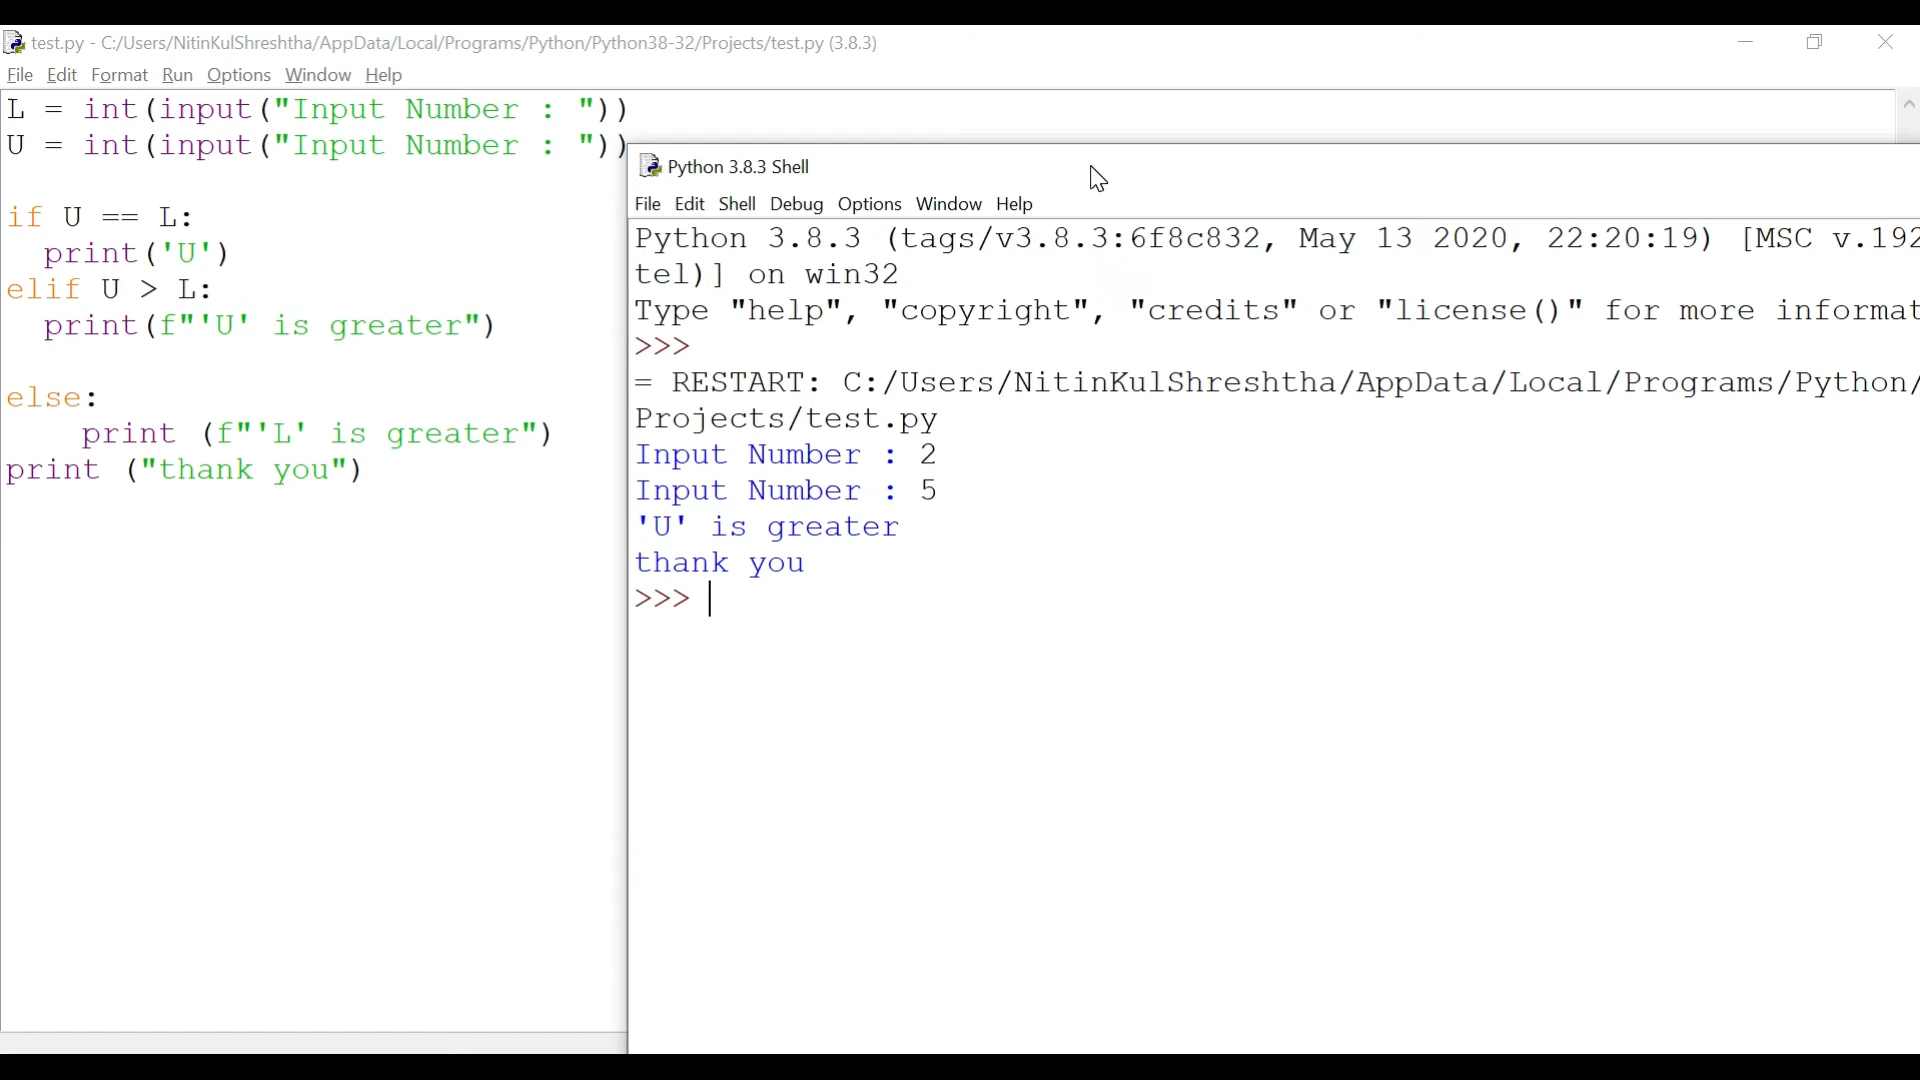 test.py - C:/Users/NitinKulShreshtha/AppData/Local/Programs/Python/Python38-32/Projects/test.py (3.8.3)
File Edit Format Run Options Window Help
L = int(input("Input Number : "))
U = int(input("Input Number : "))
if U == L:
print('U')
elif U > L:
print(f"'U' is greater")
else:
print (f"'L' is greater")
print ("thank you")
Python 3.8.3 Shell
File Edit Shell Debug Options Window Help
Python 3.8.3 (tags/v3.8.3:6f8c832, May 13 2020, 22:20:19) [MSC v.192
tel)] on win32
Type "help", "copyright", "credits" or "license()" for more informat
>>>
= RESTART: C:/Users/NitinKulShreshtha/AppData/Local/Programs/Python/
Projects/test.py
Input Number : 2
Input Number : 5
'U' is greater
thank you
>>>